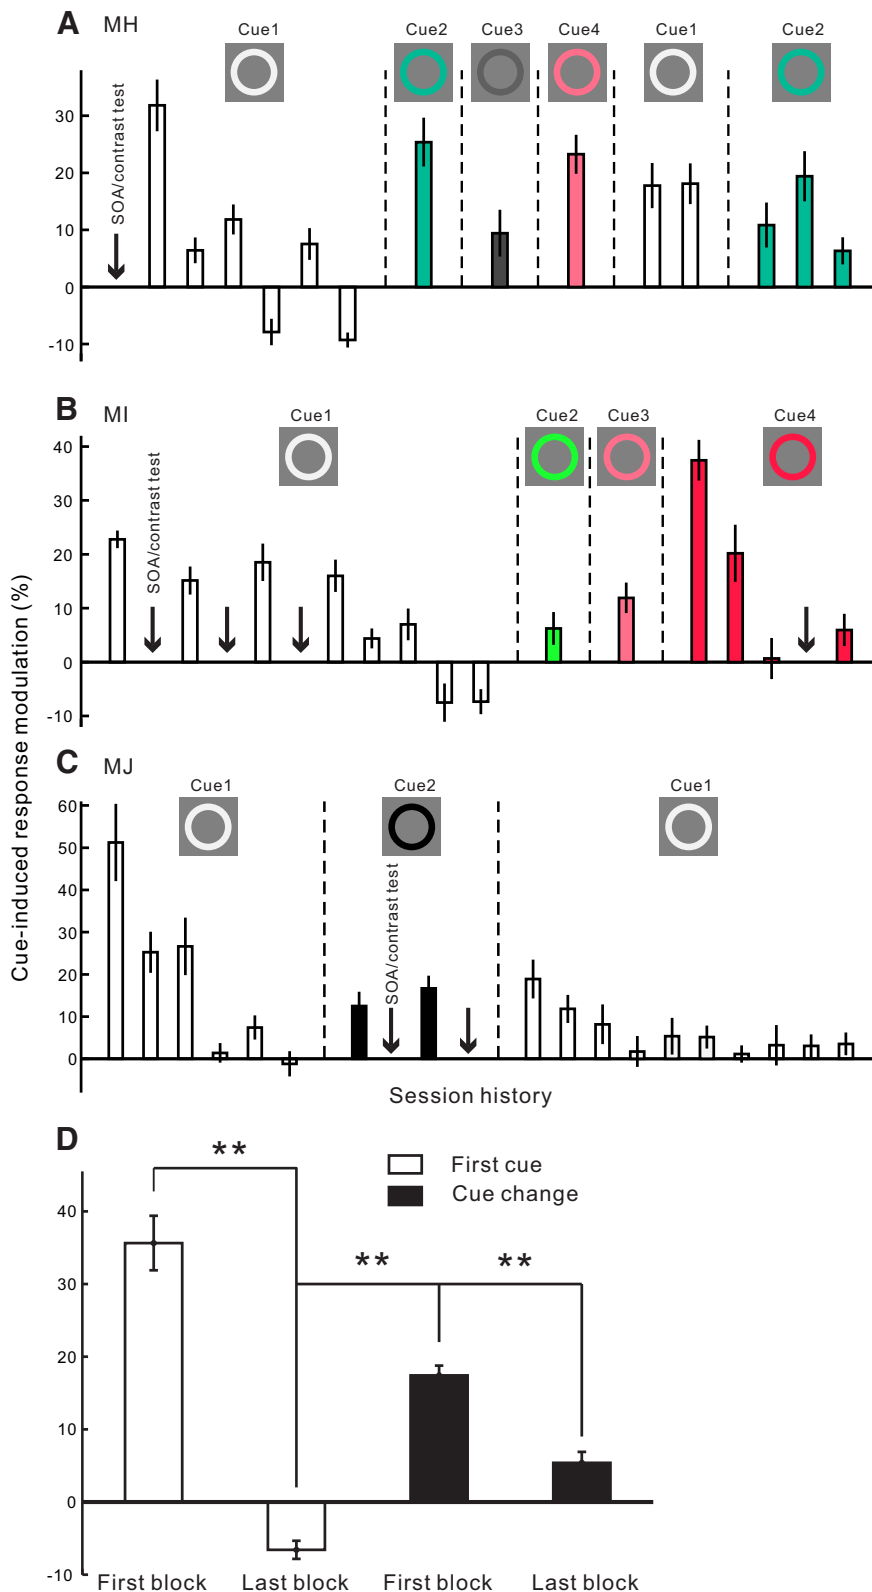 A MH
Cue1 Cue2 Cue3 Cue4 Cue1 Cue2
SOA/contrast test
30
20
10
0
-10
B MI
Cue1 Cue2 Cue3 Cue4
SOA/contrast test
40
30
20
10
0
-10
Cue-induced response modulation (%)
C MJ
Cue1 Cue2 Cue1
SOA/contrast test
60
50
40
30
20
10
0
Session history
D
** ** **
First cue
Cue change
40
30
20
10
0
-10
First block Last block First block Last block